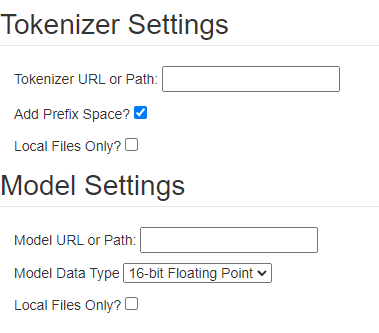 Tokenizer Settings
Tokenizer URL or Path:
Add Prefix Space?
Local Files Only?
Model Settings
Model URL or Path:
Model Data Type 16-bit Floating Point
Local Files Only?